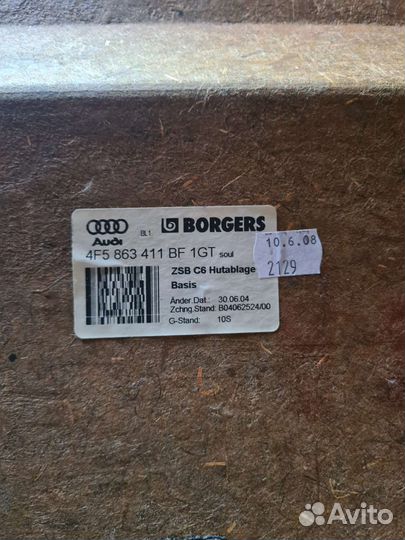 BL1
BORGERS
Audi
4F5 863 411 BF 1GT soul
ZSB C6 Hutablage
Basis
Änder.Dat.: 30.06.04
Zchng.Stand: B04062524/00
G-Stand: 10S
10.6.08
2129
Avito